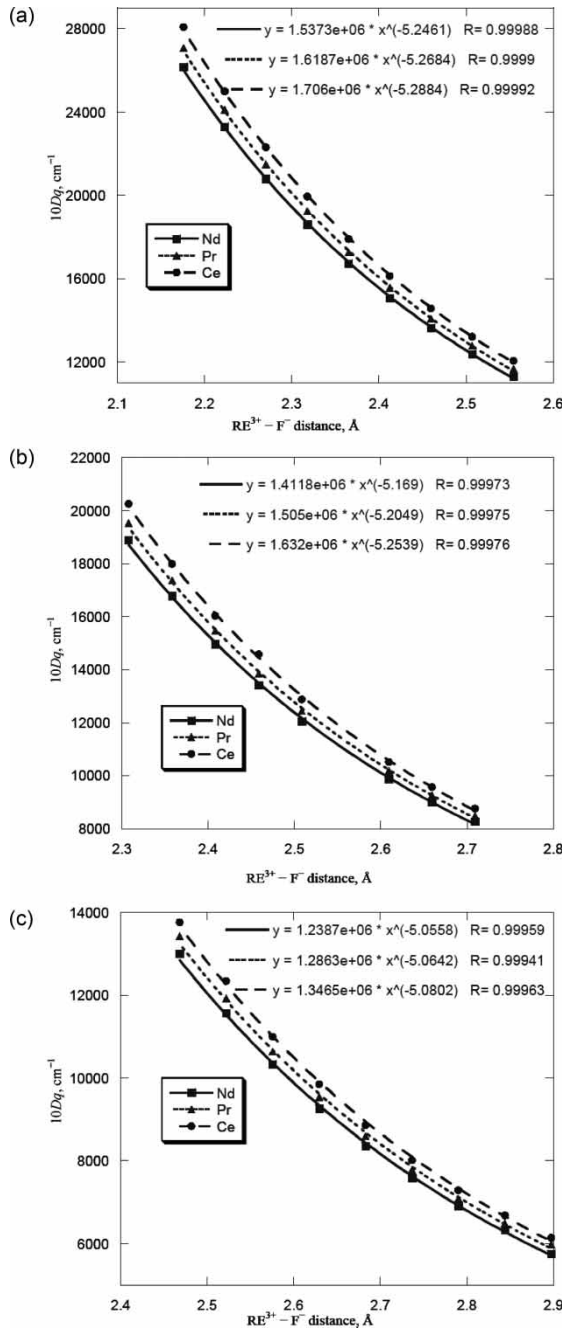 (a)
28000
24000
20000
16000
12000
10Dq, cm−1
y = 1.5373e+06 * x^(-5.2461) R= 0.99988
y = 1.6187e+06 * x^(-5.2684) R= 0.9999
y = 1.706e+06 * x^(-5.2884) R= 0.99992
Nd
Pr
Ce
2.1 2.2 2.3 2.4 2.5 2.6
RE3+ − F− distance, Å
(b)
22000
20000
18000
16000
14000
12000
10000
8000
10Dq, cm−1
y = 1.4118e+06 * x^(-5.169) R= 0.99973
y = 1.505e+06 * x^(-5.2049) R= 0.99975
y = 1.632e+06 * x^(-5.2539) R= 0.99976
Nd
Pr
Ce
2.3 2.4 2.5 2.6 2.7 2.8
RE3+ − F− distance, Å
(c)
14000
12000
10000
8000
6000
10Dq, cm−1
y = 1.2387e+06 * x^(-5.0558) R= 0.99959
y = 1.2863e+06 * x^(-5.0642) R= 0.99941
y = 1.3465e+06 * x^(-5.0802) R= 0.99963
Nd
Pr
Ce
2.4 2.5 2.6 2.7 2.8 2.9
RE3+ − F− distance, Å